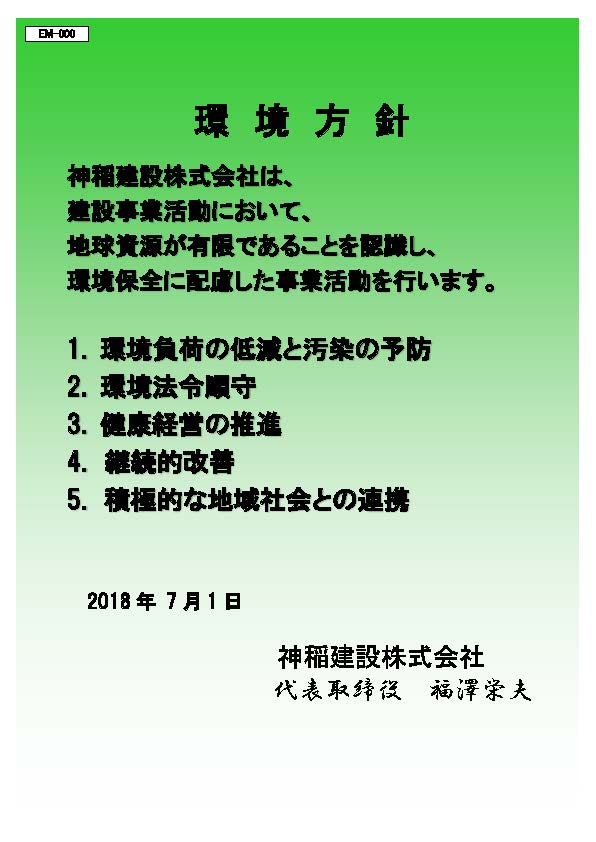 EM-000
環 境 方 針
神稲建設株式会社は、
建設事業活動において、
地球資源が有限であることを認識し、
環境保全に配慮した事業活動を行います。
1. 環境負荷の低減と汚染の予防
2. 環境法令順守
3. 健康経営の推進
4. 継続的改善
5. 積極的な地域社会との連携
2018 年 7 月 1 日
神稲建設株式会社
代表取締役 福澤栄夫